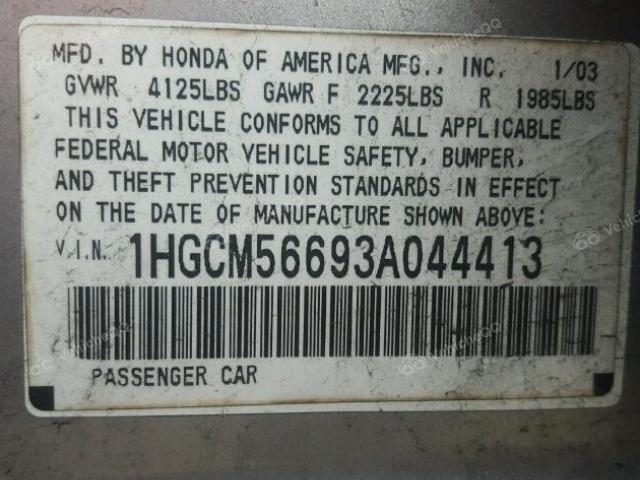 MFD. BY HONDA OF AMERICA MFG., INC. 1/03
GVWR 4125LBS GAWR F 2225LBS R 1985LBS
THIS VEHICLE CONFORMS TO ALL APPLICABLE
FEDERAL MOTOR VEHICLE SAFETY, BUMPER,
AND THEFT PREVENTION STANDARDS IN EFFECT
ON THE DATE OF MANUFACTURE SHOWN ABOVE:
V.I.N. 1HGCM56693A044413
PASSENGER CAR
VehicleQQ